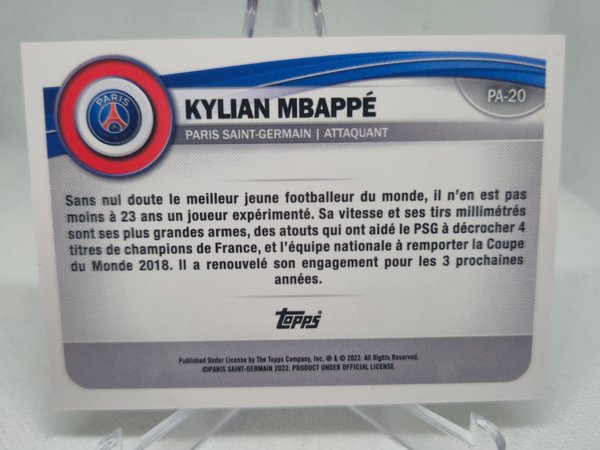 PARIS
KYLIAN MBAPPÉ
PA-20
PARIS SAINT-GERMAIN | ATTAQUANT
Sans nul doute le meilleur jeune footballeur du monde, il n'en est pas
moins à 23 ans un joueur expérimenté. Sa vitesse et ses tirs millimétrés
sont ses plus grandes armes, des atouts qui ont aidé le PSG à décrocher 4
titres de champions de France, et l'équipe nationale à remporter la Coupe
du Monde 2018. Il a renouvelé son engagement pour les 3 prochaines
années.
topps
Published Under License by The Topps Company, Inc. ® & © 2022. All Rights Reserved.
©PARIS SAINT-GERMAIN 2022. PRODUCT UNDER OFFICIAL LICENSE.